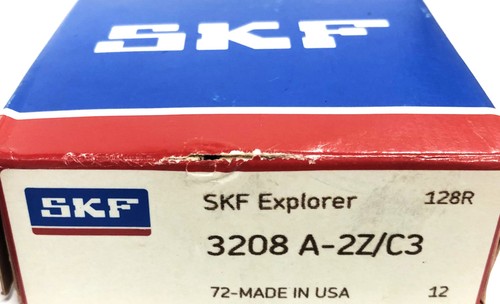 SKF
SKF SKF Explorer 128R
3208 A-2Z/C3
72-MADE IN USA 12